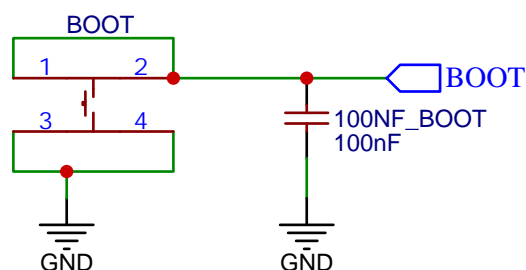 BOOT
1 2
BOOT
3 4
100NF_BOOT
100nF
GND GND